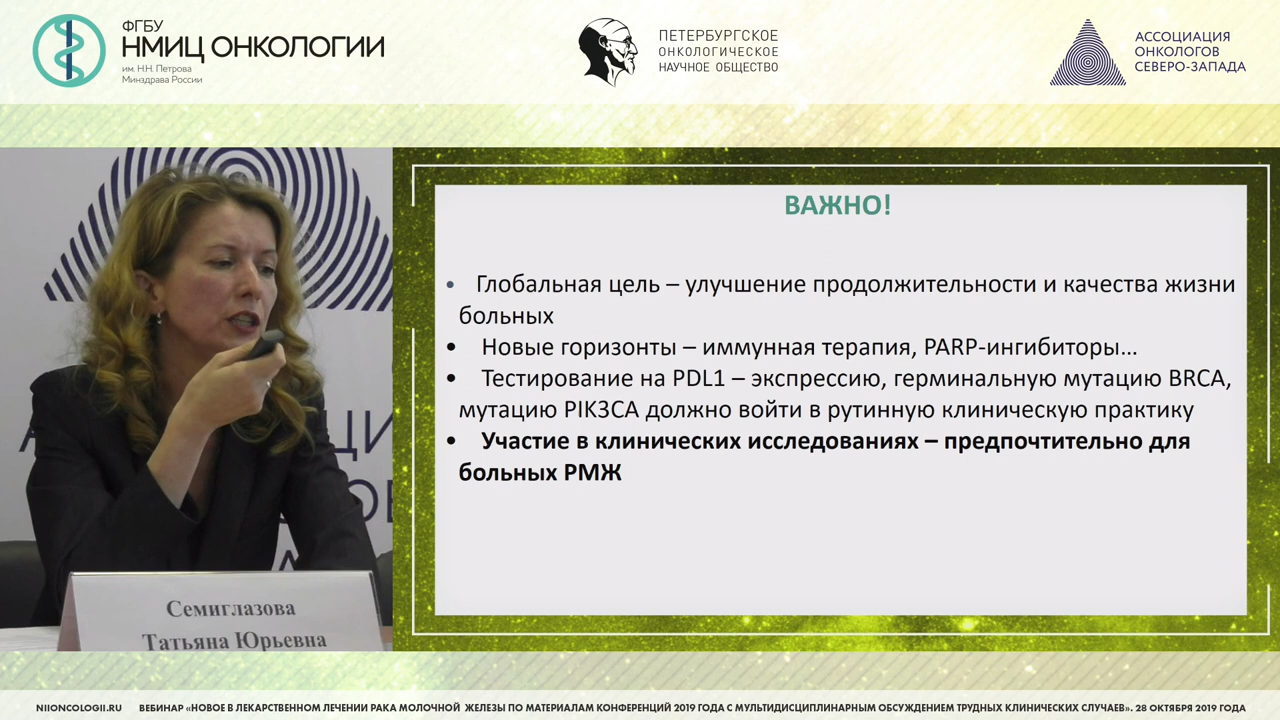 ФГБУ
НМИЦ ОНКОЛОГИИ
им. Н.Н. Петрова
Минздрава России
ПЕТЕРБУРГСКОЕ
ОНКОЛОГИЧЕСКОЕ
НАУЧНОЕ ОБЩЕСТВО
АССОЦИАЦИЯ
ОНКОЛОГОВ
СЕВЕРО-ЗАПАДА
ВАЖНО!
• Глобальная цель – улучшение продолжительности и качества жизни
больных
• Новые горизонты – иммунная терапия, PARP-ингибиторы...
• Тестирование на PDL1 – экспрессию, герминальную мутацию BRCA,
мутацию PIK3CA должно войти в рутинную клиническую практику
• Участие в клинических исследованиях – предпочтительно для
больных РМЖ
Семиглазова
Татьяна Юрьевна
NIIONCOLOGII.RU ВЕБИНАР «НОВОЕ В ЛЕКАРСТВЕННОМ ЛЕЧЕНИИ РАКА МОЛОЧНОЙ ЖЕЛЕЗЫ ПО МАТЕРИАЛАМ КОНФЕРЕНЦИЙ 2019 ГОДА С МУЛЬТИДИСЦИПЛИНАРНЫМ ОБСУЖДЕНИЕМ ТРУДНЫХ КЛИНИЧЕСКИХ СЛУЧАЕВ». 28 ОКТЯБРЯ 2019 ГОДА